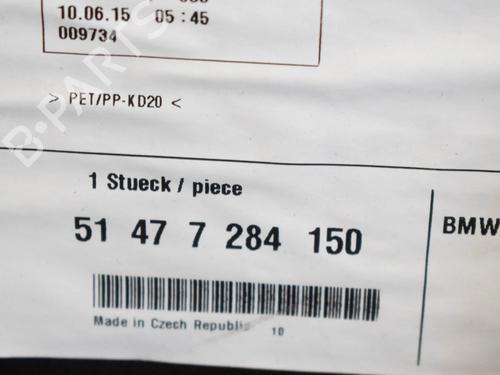 10.06.15 05:45
009734
> PET/PP-KD20 <
B-PARTS
1 Stueck / piece
51 47 7 284 150
BMW
Made in Czech Republic 10